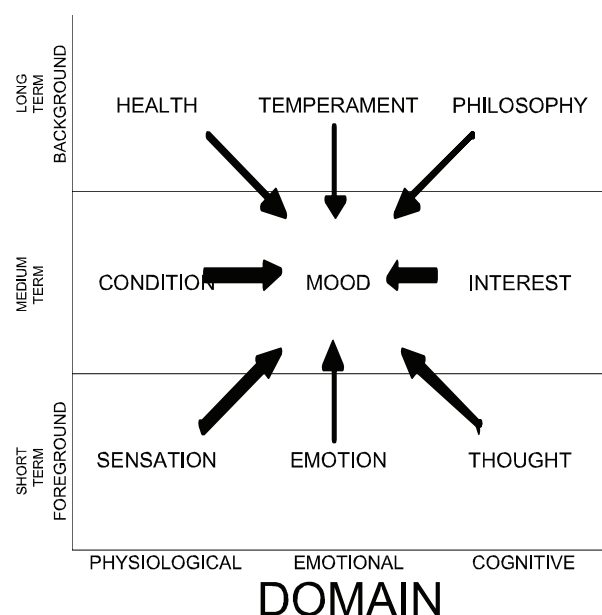 LONG
TERM
BACKGROUND
HEALTH TEMPERAMENT PHILOSOPHY
MEDIUM
TERM
CONDITION MOOD INTEREST
SHORT
TERM
FOREGROUND
SENSATION EMOTION THOUGHT
PHYSIOLOGICAL EMOTIONAL COGNITIVE
DOMAIN